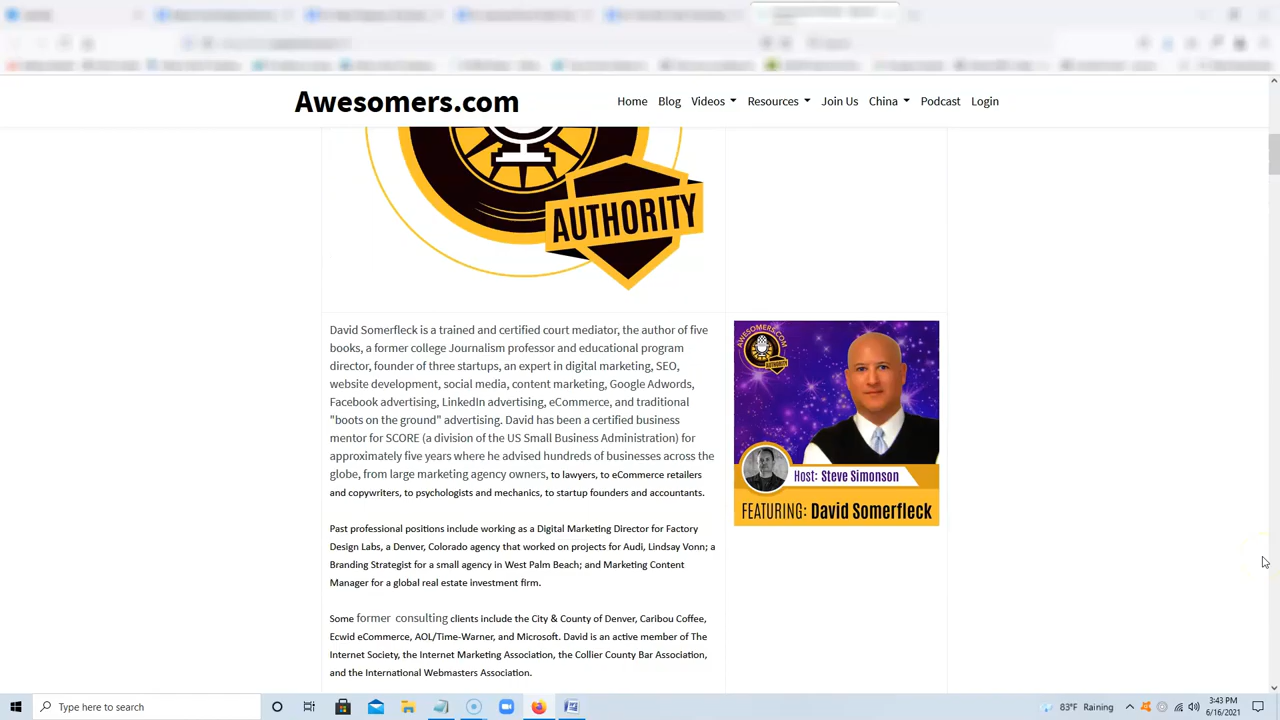 Awesomers.com
Home Blog Videos Resources Join Us China Podcast Login
AUTHORITY
David Somerfleck is a trained and certified court mediator, the author of five
books, a former college Journalism professor and educational program
director, founder of three startups, an expert in digital marketing, SEO,
website development, social media, content marketing, Google Adwords,
Facebook advertising, LinkedIn advertising, eCommerce, and traditional
"boots on the ground" advertising. David has been a certified business
mentor for SCORE (a division of the US Small Business Administration) for
approximately five years where he advised hundreds of businesses across the
globe, from large marketing agency owners, to lawyers, to eCommerce retailers
and copywriters, to psychologists and mechanics, to startup founders and accountants.
Past professional positions include working as a Digital Marketing Director for Factory
Design Labs, a Denver, Colorado agency that worked on projects for Audi, Lindsay Vonn; a
Branding Strategist for a small agency in West Palm Beach; and Marketing Content
Manager for a global real estate investment firm.
Some former consulting clients include the City & County of Denver, Caribou Coffee,
Ecwid eCommerce, AOL/Time-Warner, and Microsoft. David is an active member of The
Internet Society, the Internet Marketing Association, the Collier County Bar Association,
and the International Webmasters Association.
AWESOMERS.COM
AUTHORITY
Host: Steve Simonson
FEATURING: David Somerfleck
Type here to search
83°F Raining
3:43 PM
6/16/2021